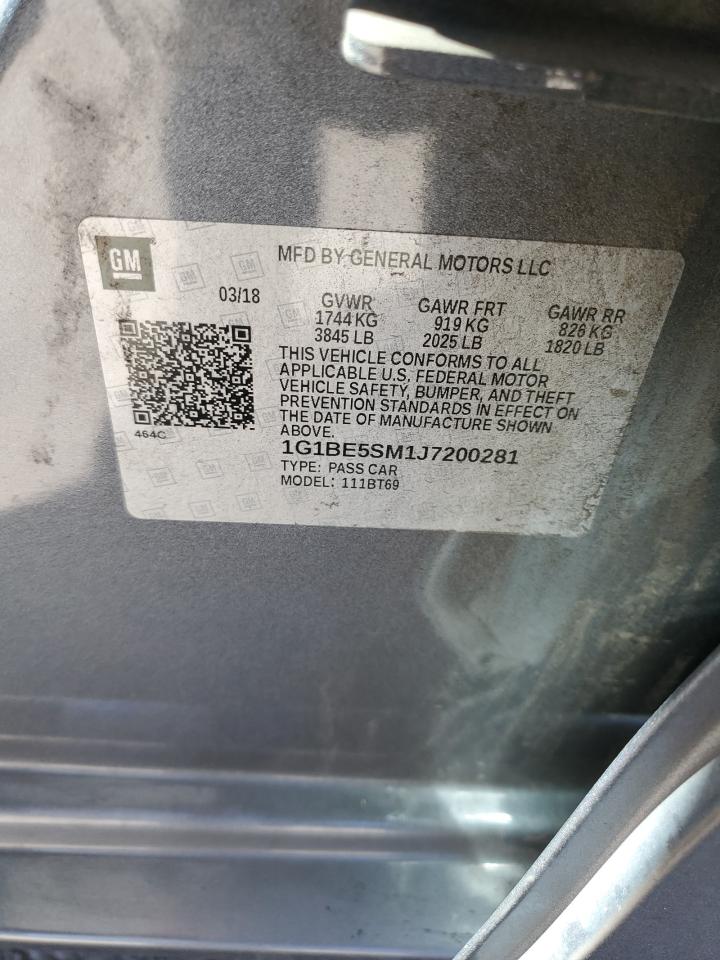 GM
MFD BY GENERAL MOTORS LLC
03/18
GVWR GAWR FRT GAWR RR
1744 KG 919 KG 826 KG
3845 LB 2025 LB 1820 LB
THIS VEHICLE CONFORMS TO ALL
APPLICABLE U.S. FEDERAL MOTOR
VEHICLE SAFETY, BUMPER, AND THEFT
PREVENTION STANDARDS IN EFFECT ON
THE DATE OF MANUFACTURE SHOWN
ABOVE.
464C
1G1BE5SM1J7200281
TYPE: PASS CAR
MODEL: 111BT69